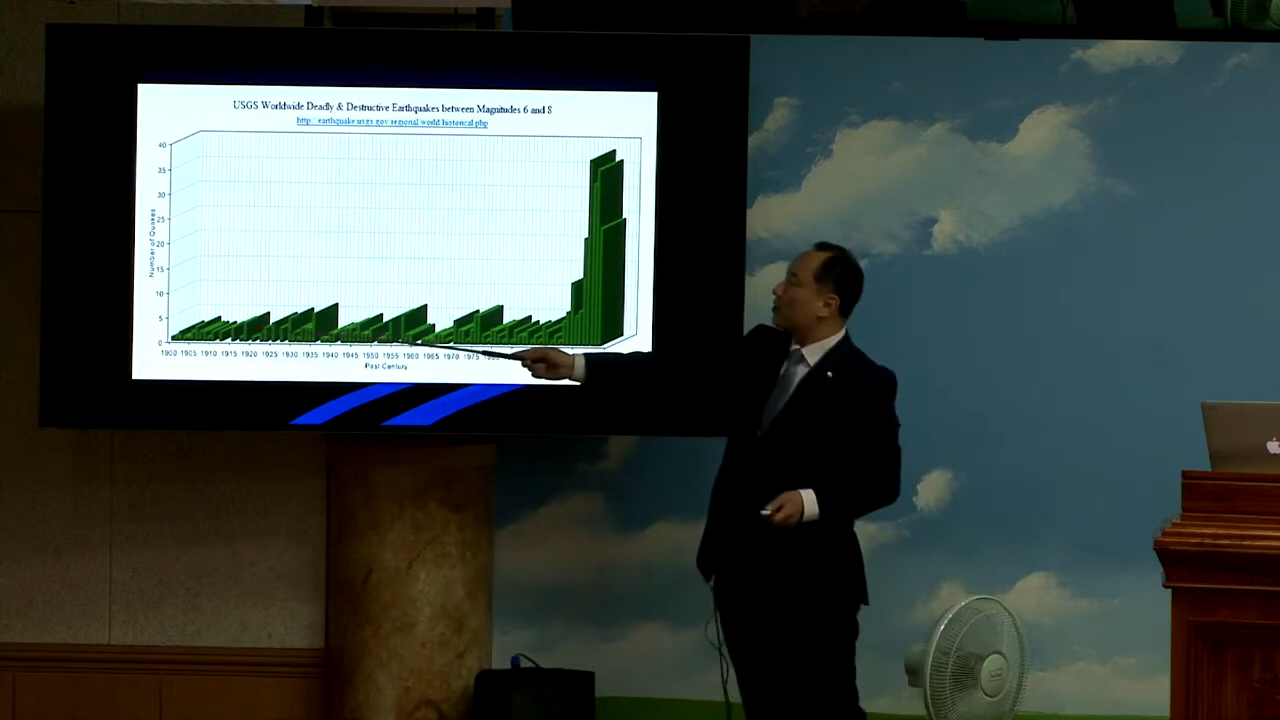 USGS Worldwide Deadly & Destructive Earthquakes between Magnitudes 6 and 8
http://earthquake.usgs.gov/regional/world/historical.php
40
35
30
25
20
15
10
5
0
Number of Quakes
1900 1905 1910 1915 1920 1925 1930 1935 1940 1945 1950 1955 1960 1965 1970 1975
Past Century